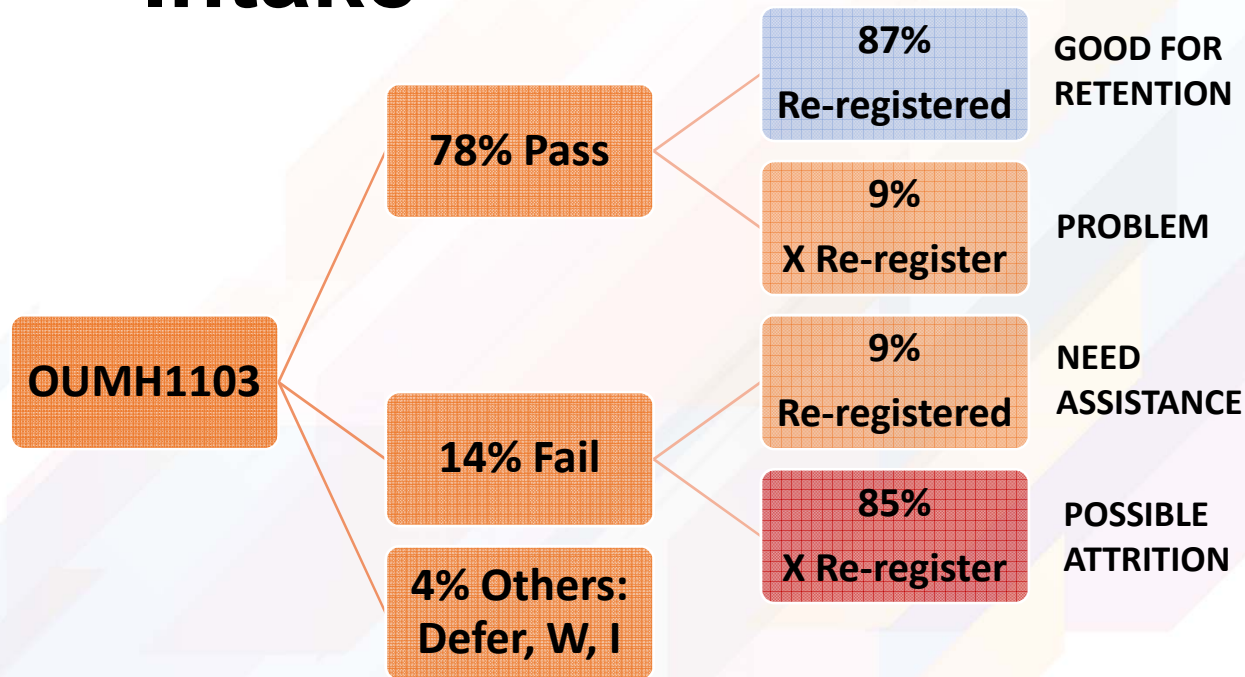 OUMH1103
78% Pass
14% Fail
4% Others:
Defer, W, I
87%
Re-registered
GOOD FOR
RETENTION
9%
X Re-register
PROBLEM
9%
Re-registered
NEED
ASSISTANCE
85%
X Re-register
POSSIBLE
ATTRITION